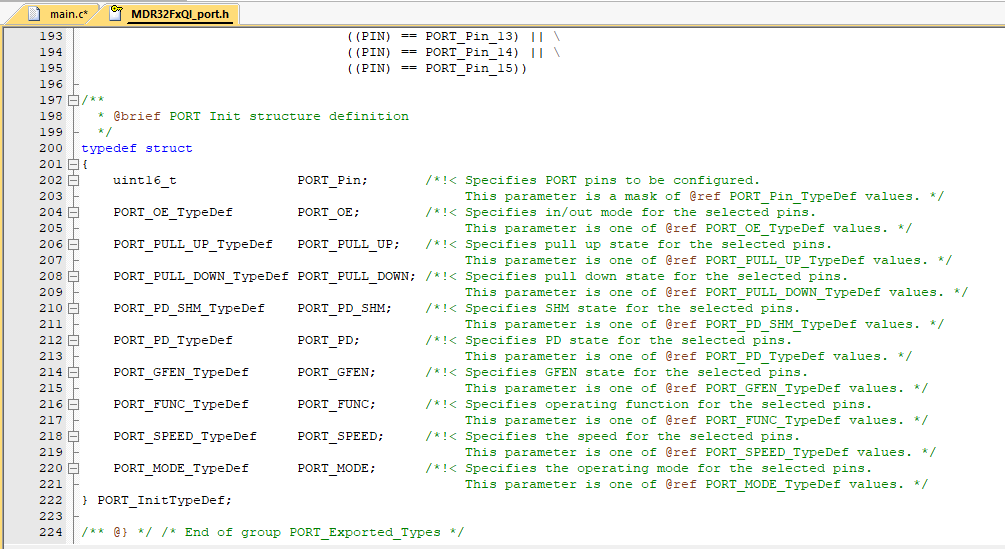 main.c* MDR32FxQI_port.h
193 ((PIN) == PORT_Pin_13) || \
194 ((PIN) == PORT_Pin_14) || \
195 ((PIN) == PORT_Pin_15))
196
197 /**
198 * @brief PORT Init structure definition
199 */
200 typedef struct
201 {
202 uint16_t PORT_Pin; /*!< Specifies PORT pins to be configured.
203 This parameter is a mask of @ref PORT_Pin_TypeDef values. */
204 PORT_OE_TypeDef PORT_OE; /*!< Specifies in/out mode for the selected pins.
205 This parameter is one of @ref PORT_OE_TypeDef values. */
206 PORT_PULL_UP_TypeDef PORT_PULL_UP; /*!< Specifies pull up state for the selected pins.
207 This parameter is one of @ref PORT_PULL_UP_TypeDef values. */
208 PORT_PULL_DOWN_TypeDef PORT_PULL_DOWN; /*!< Specifies pull down state for the selected pins.
209 This parameter is one of @ref PORT_PULL_DOWN_TypeDef values. */
210 PORT_PD_SHM_TypeDef PORT_PD_SHM; /*!< Specifies SHM state for the selected pins.
211 This parameter is one of @ref PORT_PD_SHM_TypeDef values. */
212 PORT_PD_TypeDef PORT_PD; /*!< Specifies PD state for the selected pins.
213 This parameter is one of @ref PORT_PD_TypeDef values. */
214 PORT_GFEN_TypeDef PORT_GFEN; /*!< Specifies GFEN state for the selected pins.
215 This parameter is one of @ref PORT_GFEN_TypeDef values. */
216 PORT_FUNC_TypeDef PORT_FUNC; /*!< Specifies operating function for the selected pins.
217 This parameter is one of @ref PORT_FUNC_TypeDef values. */
218 PORT_SPEED_TypeDef PORT_SPEED; /*!< Specifies the speed for the selected pins.
219 This parameter is one of @ref PORT_SPEED_TypeDef values. */
220 PORT_MODE_TypeDef PORT_MODE; /*!< Specifies the operating mode for the selected pins.
221 This parameter is one of @ref PORT_MODE_TypeDef values. */
222 } PORT_InitTypeDef;
223
224 /** @} */ /* End of group PORT_Exported_Types */